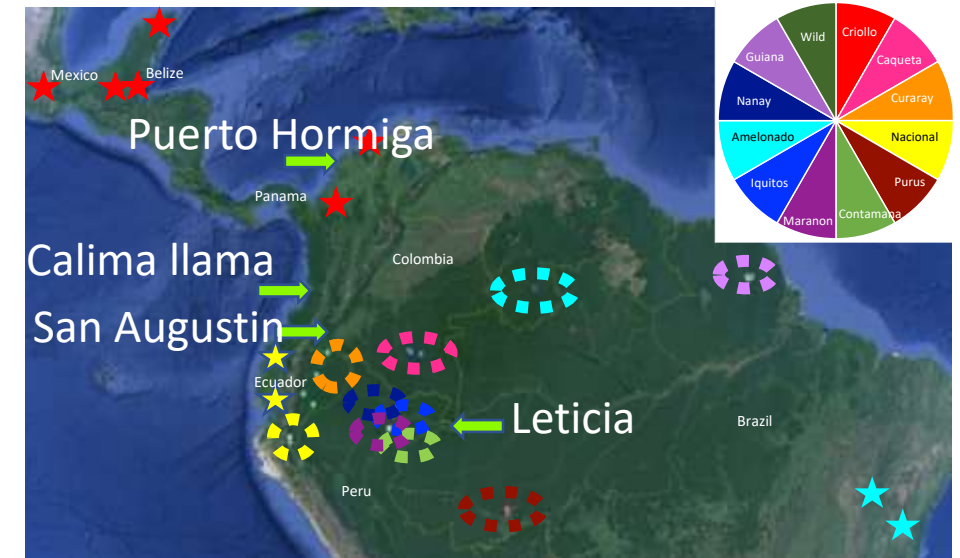 Mexico
Belize
Puerto Hormiga
Panama
Calima llama
Colombia
San Augustin
Ecuador
Leticia
Brazil
Peru
Wild
Criollo
Guiana
Caqueta
Nanay
Curaray
Amelonado
Nacional
Iquitos
Purus
Maranon
Contamana